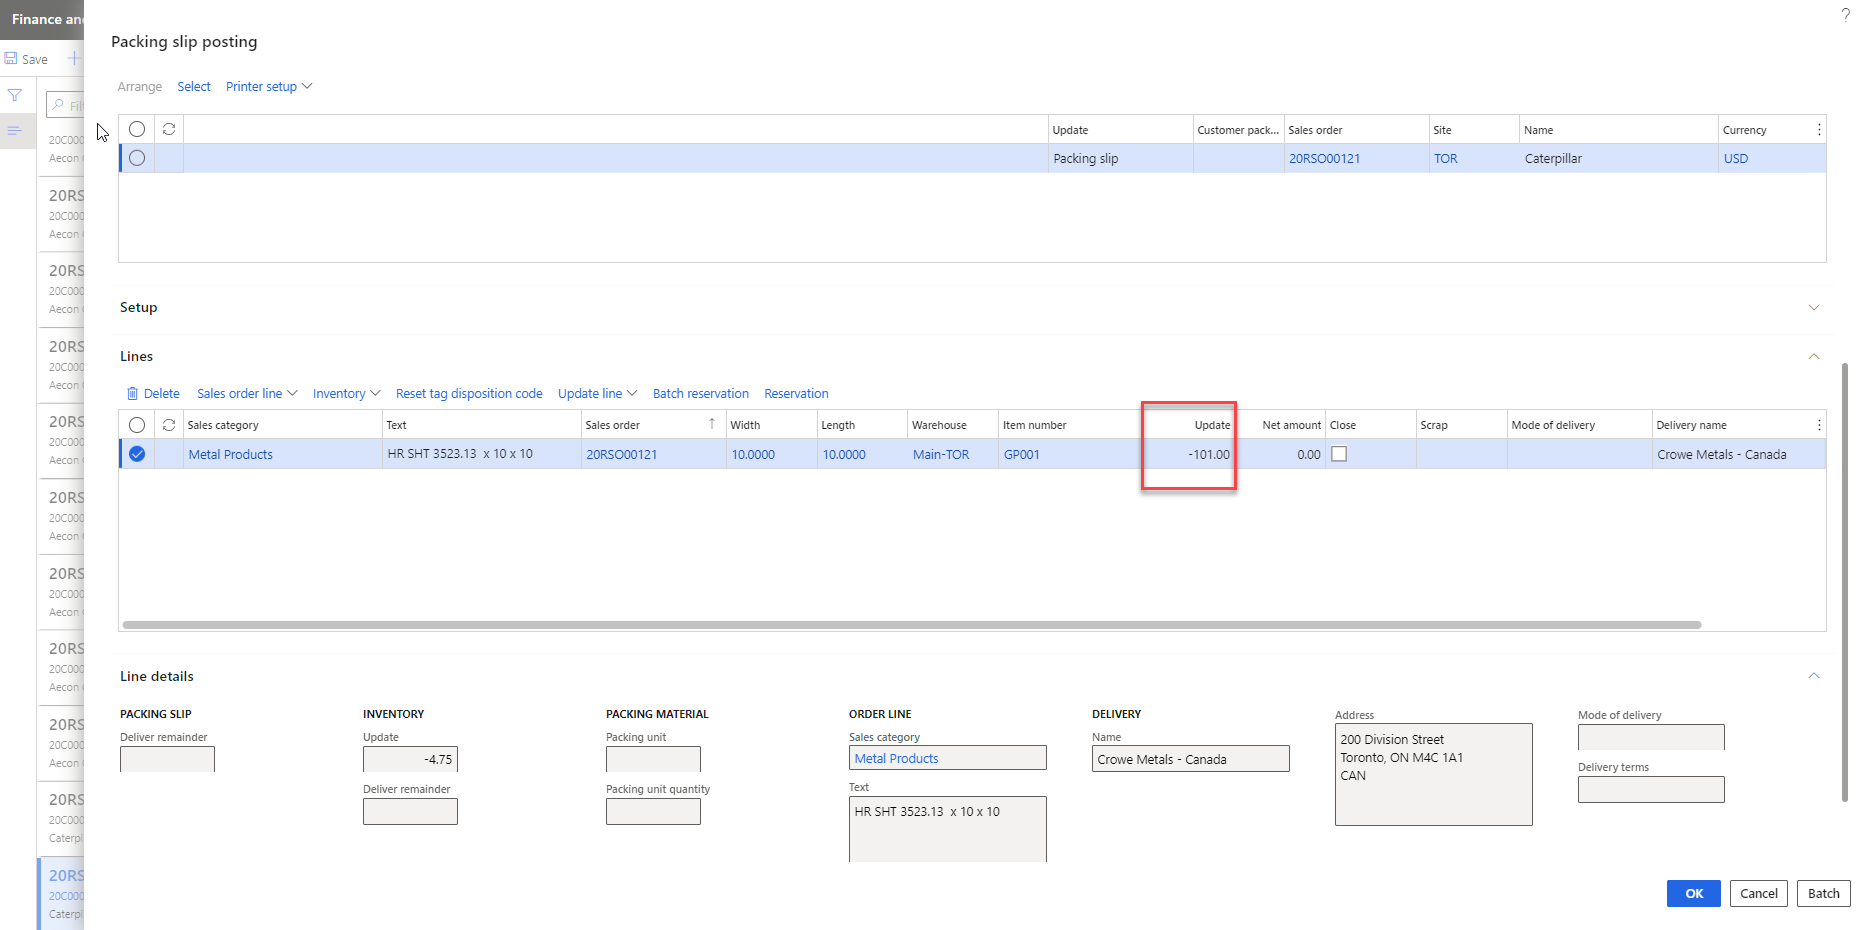 Finance an
?
Packing slip posting
Save
Arrange Select Printer setup
Fil
Update Customer pack... Sales order Site Name Currency
Packing slip 20RSO00121 TOR Caterpillar USD
20C000
Aecon
20RS
20C000
Aecon
20RS
20C000
Aecon
20RS
20C000
Aecon
20RS
20C000
Aecon
20RS
20C000
Aecon
20RS
20C000
Aecon
20RS
20C000
Aecon
20RS
20C000
Aecon
20RS
20C000
Caterpil
20RS
20C000
Caterpil
Setup
Lines
Delete Sales order line Inventory Reset tag disposition code Update line Batch reservation Reservation
Sales category Text Sales order Width Length Warehouse Item number Update Net amount Close Scrap Mode of delivery Delivery name
Metal Products HR SHT 3523.13 x 10 x 10 20RSO00121 10.0000 10.0000 Main-TOR GP001 -101.00 0.00 Crowe Metals - Canada
Line details
PACKING SLIP
Deliver remainder
INVENTORY
Update
-4.75
Deliver remainder
PACKING MATERIAL
Packing unit
Packing unit quantity
ORDER LINE
Sales category
Metal Products
Text
HR SHT 3523.13 x 10 x 10
DELIVERY
Name
Crowe Metals - Canada
Address
200 Division Street
Toronto, ON M4C 1A1
CAN
Mode of delivery
Delivery terms
OK Cancel Batch